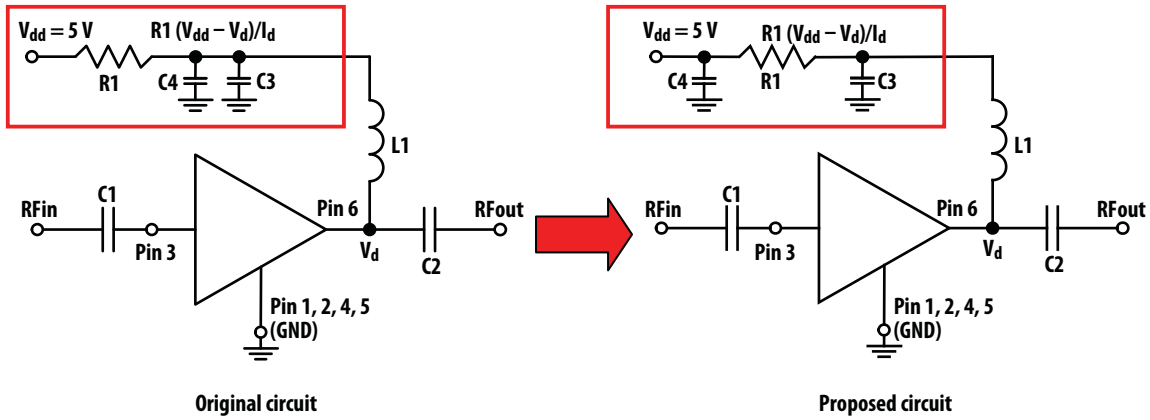 Vdd = 5 V
R1 (Vdd – Vd)/Id
R1
C4
C3
L1
C1
RFin
Pin 3
Pin 6
Vd
C2
RFout
Pin 1, 2, 4, 5
(GND)
Original circuit
Vdd = 5 V
R1 (Vdd – Vd)/Id
C4
R1
C3
L1
C1
RFin
Pin 3
Pin 6
Vd
C2
RFout
Pin 1, 2, 4, 5
(GND)
Proposed circuit